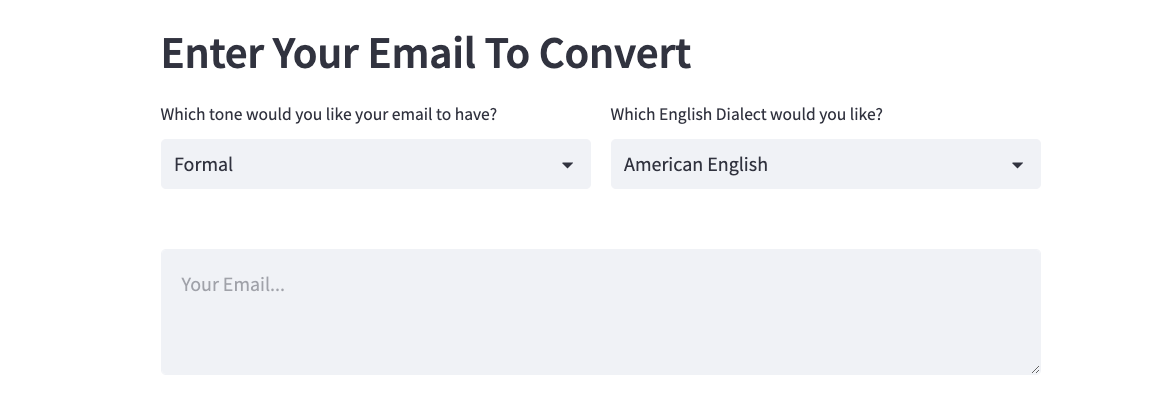 Enter Your Email To Convert
Which tone would you like your email to have?
Which English Dialect would you like?
Formal
American English
Your Email...